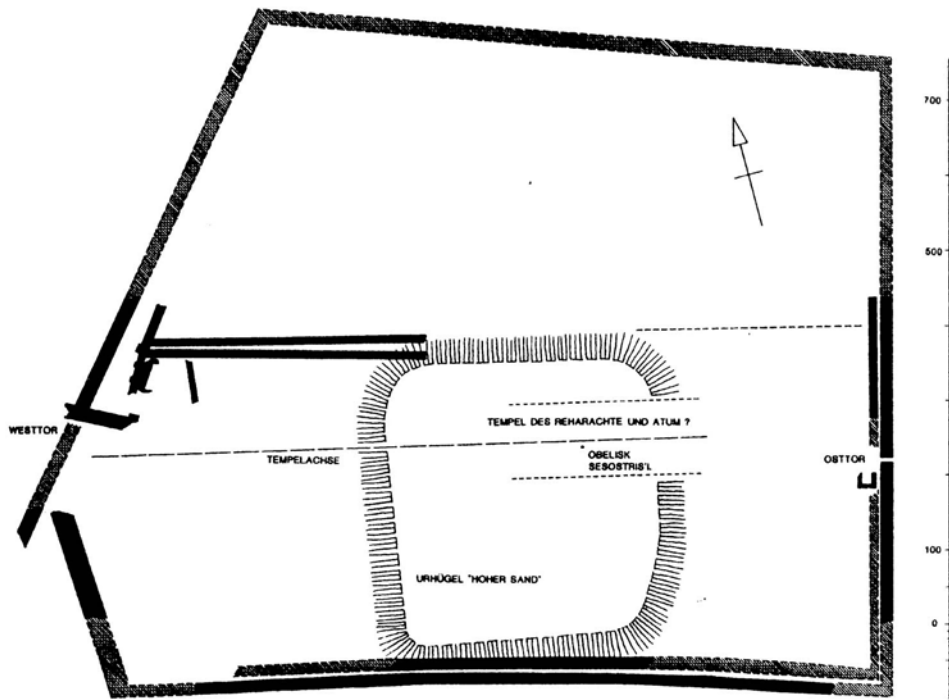 700
500
WESTTOR
TEMPEL DES REHARACHTE UND ATUM ?
TEMPELACHSE
OBELISK
SESOSTRIS'I.
OSTTOR
100
URHÜGEL "HOHER SAND"
0